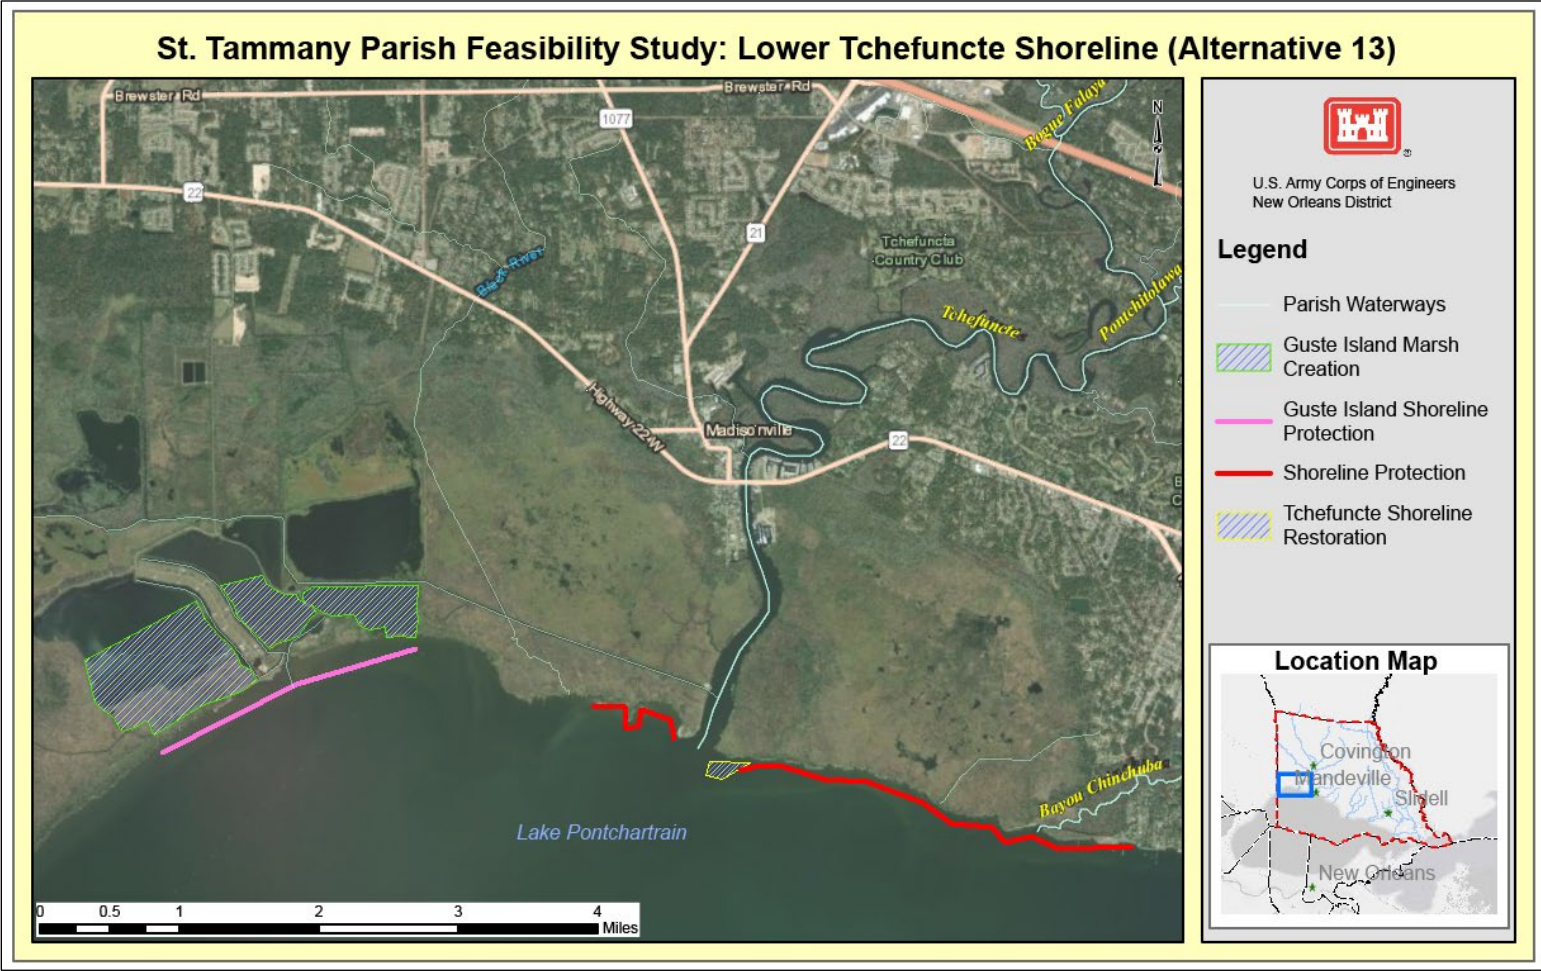 St. Tammany Parish Feasibility Study: Lower Tchefuncte Shoreline (Alternative 13)
Brewster Rd
Brewster Rd
1077
Bogue Falaya
N
22
21
Black River
Tchefuncta
Country Club
Tchefuncte
Pontchitolawa
Highway 22 W
Madisonville
22
Bayou Chinchuba
Lake Pontchartrain
0 0.5 1 2 3 4
Miles
®
U.S. Army Corps of Engineers
New Orleans District
Legend
Parish Waterways
Guste Island Marsh
Creation
Guste Island Shoreline
Protection
Shoreline Protection
Tchefuncte Shoreline
Restoration
Location Map
Covington
Mandeville
Slidell
New Orleans